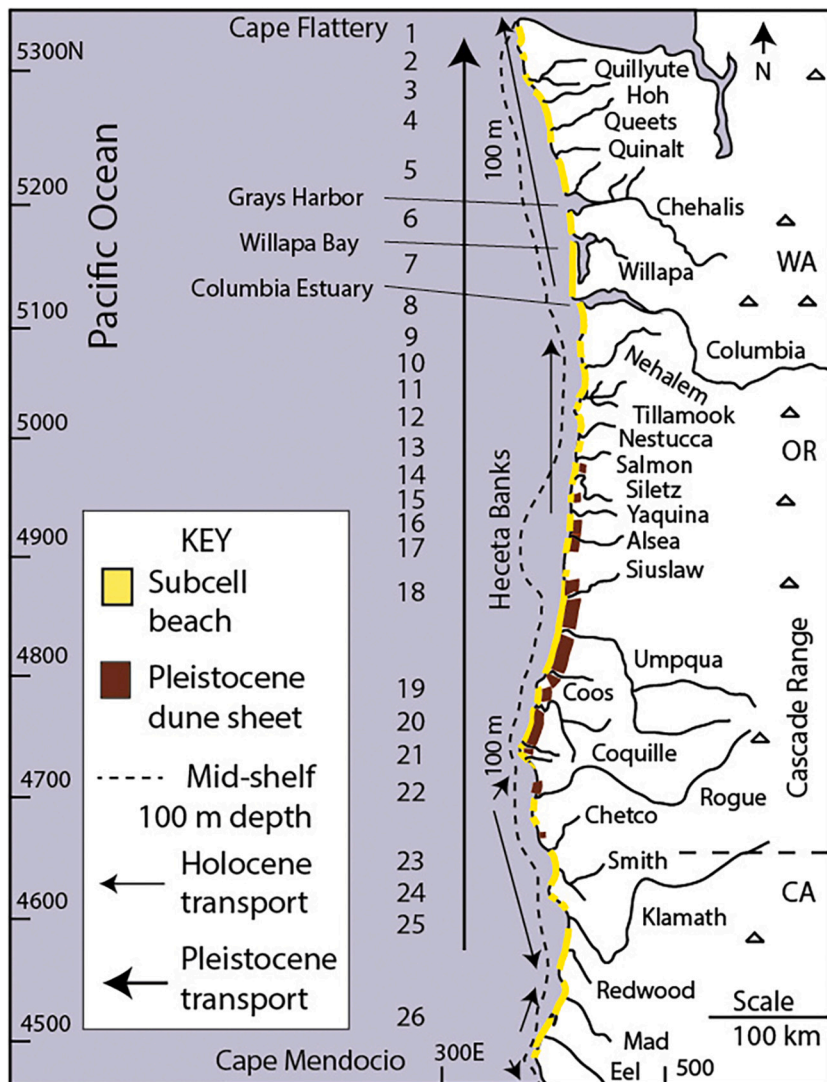 Cape Flattery
1
2
3
4
5
6
7
8
9
10
11
12
13
14
15
16
17
18
19
20
21
22
23
24
25
26
5300N
5200
5100
5000
4900
4800
4700
4600
4500
Pacific Ocean
Grays Harbor
Willapa Bay
Columbia Estuary
100 m
Heceta Banks
100 m
N
Quillyute
Hoh
Queets
Quinalt
Chehalis
WA
Willapa
Columbia
Nehalem
Tillamook
OR
Nestucca
Salmon
Siletz
Yaquina
Alsea
Siuslaw
Umpqua
Cascade Range
Coos
Coquille
Rogue
Chetco
Smith
CA
Klamath
Redwood
Scale
100 km
Mad
Eel
KEY
Subcell
beach
Pleistocene
dune sheet
Mid-shelf
100 m depth
Holocene
transport
Pleistocene
transport
Cape Mendocio
300E
500